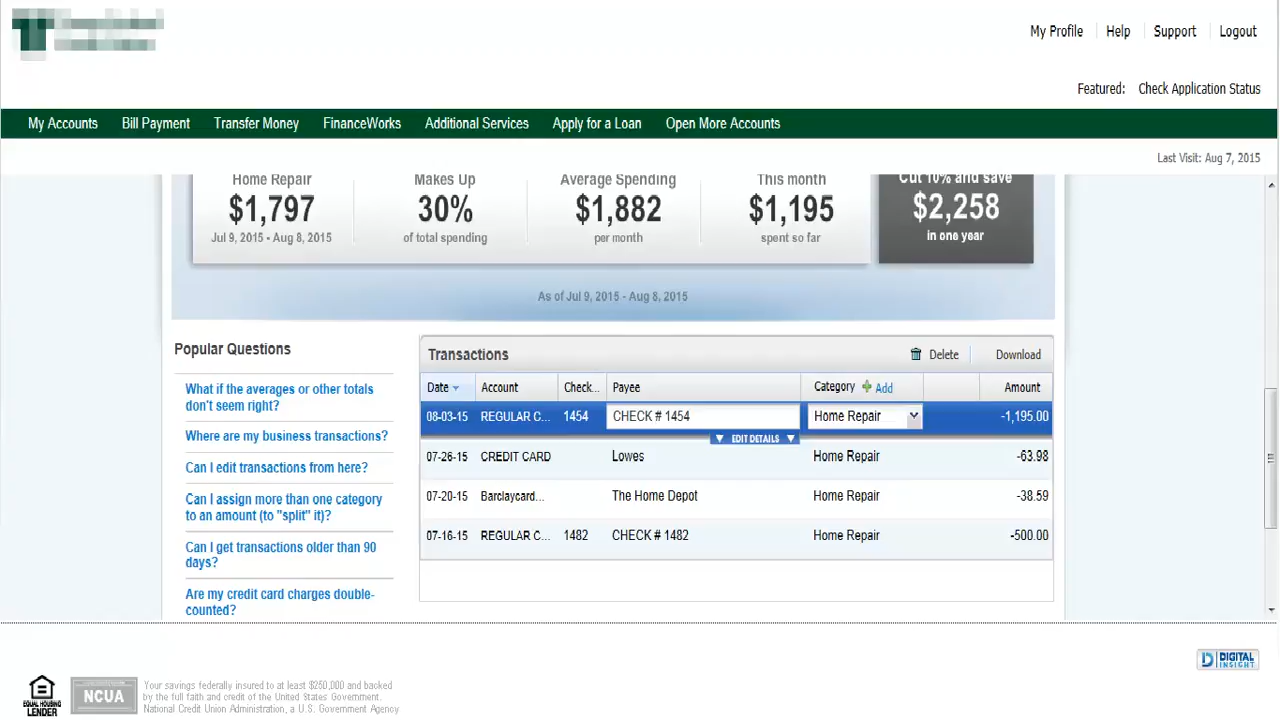 My Profile Help Support Logout
Featured: Check Application Status
My Accounts Bill Payment Transfer Money FinanceWorks Additional Services Apply for a Loan Open More Accounts
Last Visit: Aug 7, 2015
Home Repair Makes Up Average Spending This month Cut 10% and save
$1,797 30% $1,882 $1,195 $2,258
Jul 9, 2015 - Aug 8, 2015 of total spending per month spent so far in one year
As of Jul 9, 2015 - Aug 8, 2015
Popular Questions
What if the averages or other totals
don't seem right?
Where are my business transactions?
Can I edit transactions from here?
Can I assign more than one category
to an amount (to "split" it)?
Can I get transactions older than 90
days?
Are my credit card charges double-
counted?
Transactions Delete Download
Date Account Check... Payee Category Add Amount
08-03-15 REGULAR C... 1454 CHECK # 1454 Home Repair -1,195.00
EDIT DETAILS
07-26-15 CREDIT CARD Lowes Home Repair -63.98
07-20-15 Barclaycard... The Home Depot Home Repair -38.59
07-16-15 REGULAR C... 1482 CHECK # 1482 Home Repair -500.00
DIGITAL
INSIGHT
EQUAL HOUSING
LENDER
NCUA
Your savings federally insured to at least $250,000 and backed
by the full faith and credit of the United States Government.
National Credit Union Administration, a U.S. Government Agency